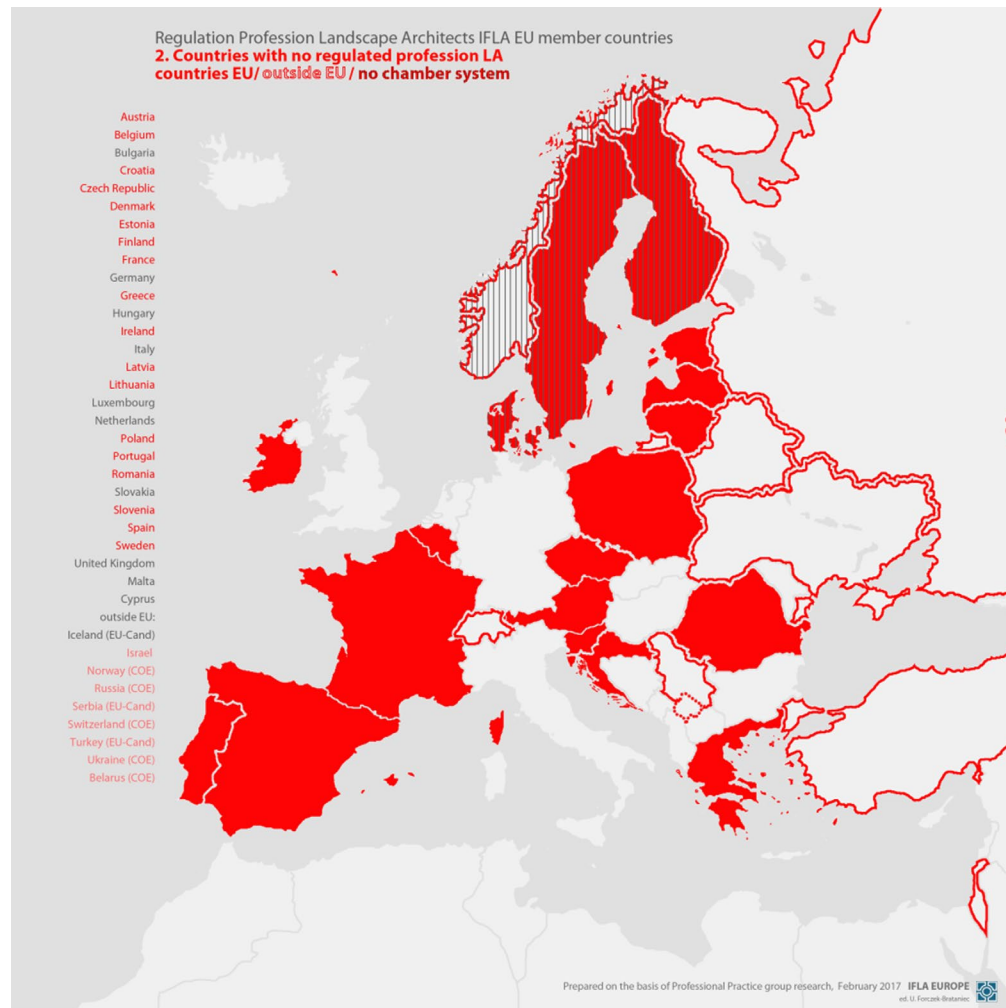 Regulation Profession Landscape Architects IFLA EU member countries
2. Countries with no regulated profession LA
countries EU/ outside EU / no chamber system
Austria
Belgium
Bulgaria
Croatia
Czech Republic
Denmark
Estonia
Finland
France
Germany
Greece
Hungary
Ireland
Italy
Latvia
Lithuania
Luxembourg
Netherlands
Poland
Portugal
Romania
Slovakia
Slovenia
Spain
Sweden
United Kingdom
Malta
Cyprus
outside EU:
Iceland (EU-Cand)
Israel
Norway (COE)
Russia (COE)
Serbia (EU-Cand)
Switzerland (COE)
Turkey (EU-Cand)
Ukraine (COE)
Belarus (COE)
Prepared on the basis of Professional Practice group research, February 2017 IFLA EUROPE
ed. U. Forczek-Brataniec